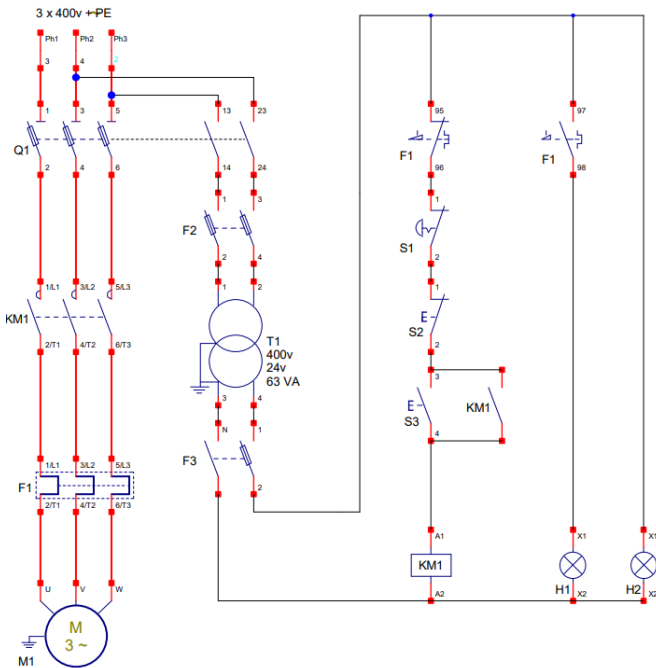 3 x 400v + PE
Ph1 Ph2 Ph3
3 4 2
1 3 5 13 23 95 97
Q1 F1 F1
2 4 6 14 24 96 98
1 3 1
F2 S1
2 4 2
1 2 1
1/L1 3/L2 5/L3
KM1 S2
T1
400v
24v
63 VA
2/T1 4/T2 6/T3 2
3 4 3
S3 KM1
N 1 4
F3
1/L1 3/L2 5/L3
F1
2 
2/T1 4/T2 6/T3
A1 X1 X1
KM1 H1 H2
U V W A2 X2 X2
M
3 ~
M1